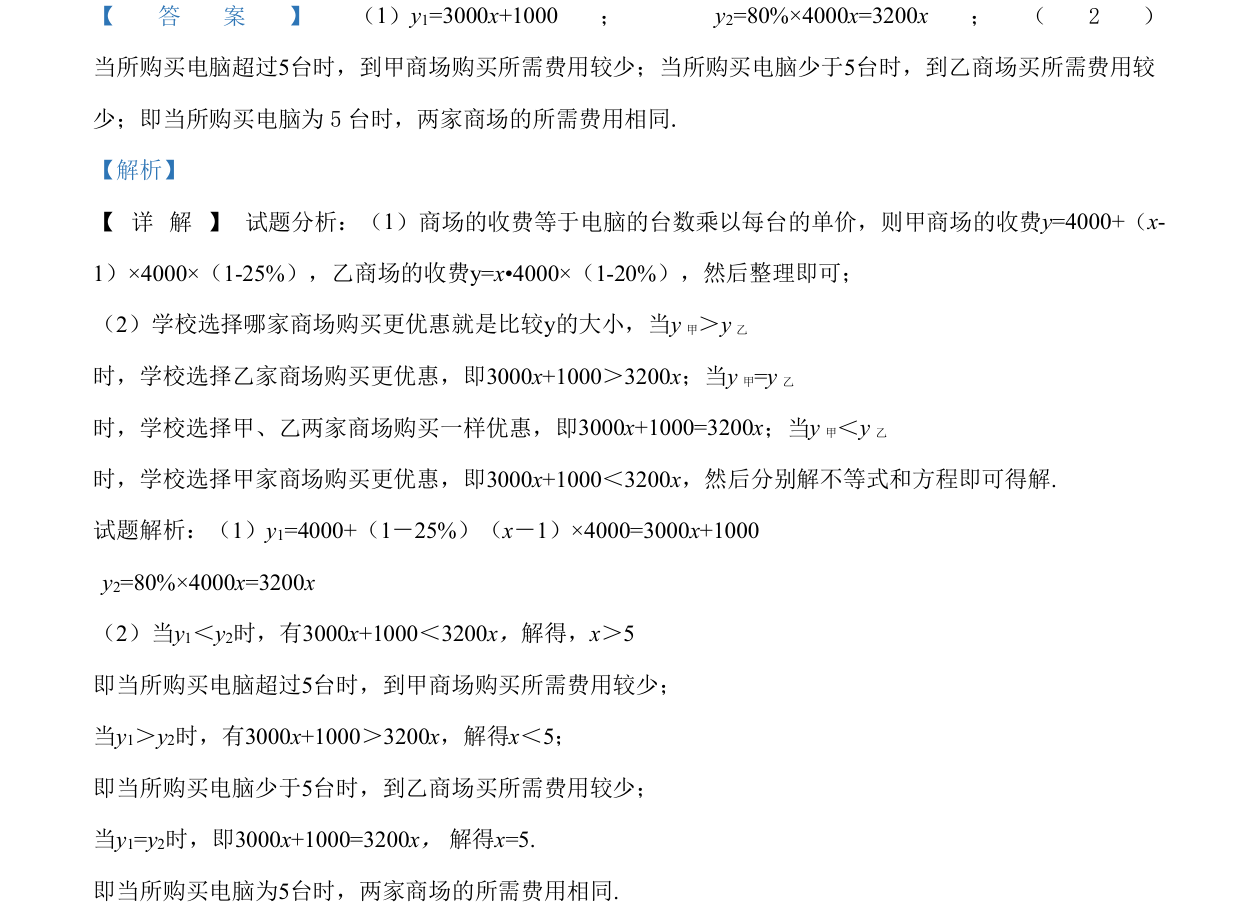 【答案】（1）y1=3000x+1000；y2=80%×4000x=3200x；（2）
当所购买电脑超过5台时，到甲商场购买所需费用较少；当所购买电脑少于5台时，到乙商场买所需费用较
少；即当所购买电脑为 5 台时，两家商场的所需费用相同.
【解析】
【详解】试题分析：（1）商场的收费等于电脑的台数乘以每台的单价，则甲商场的收费y=4000+（x-
1）×4000×（1-25%），乙商场的收费y=x•4000×（1-20%），然后整理即可；
（2）学校选择哪家商场购买更优惠就是比较y的大小，当y 甲＞y 乙
时，学校选择乙家商场购买更优惠，即3000x+1000＞3200x；当y 甲=y 乙
时，学校选择甲、乙两家商场购买一样优惠，即3000x+1000=3200x；当y 甲＜y 乙
时，学校选择甲家商场购买更优惠，即3000x+1000＜3200x，然后分别解不等式和方程即可得解.
试题解析：（1）y1=4000+（1－25%）（x－1）×4000=3000x+1000
y2=80%×4000x=3200x
（2）当y1＜y2时，有3000x+1000＜3200x，解得，x＞5
即当所购买电脑超过5台时，到甲商场购买所需费用较少；
当y1＞y2时，有3000x+1000＞3200x，解得x＜5；
即当所购买电脑少于5台时，到乙商场买所需费用较少；
当y1=y2时，即3000x+1000=3200x， 解得x=5.
即当所购买电脑为5台时，两家商场的所需费用相同.